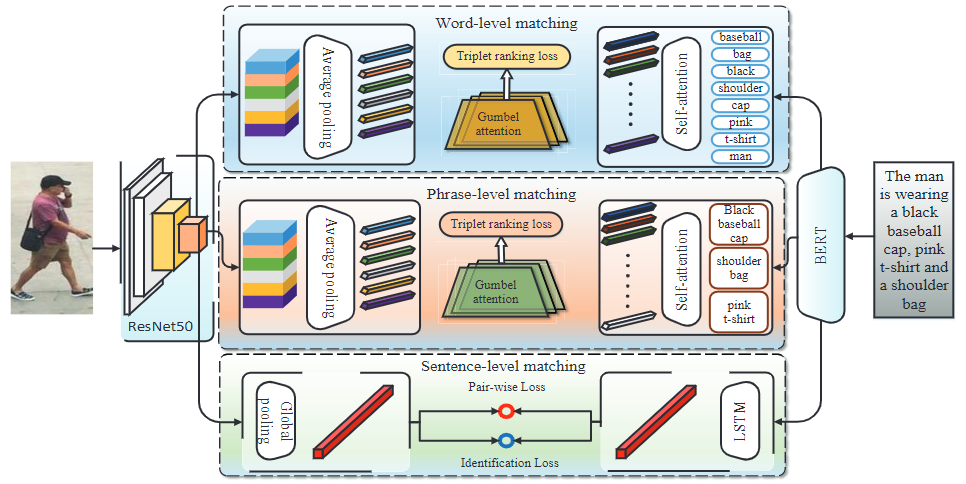 Word-level matching
Average pooling
Triplet ranking loss
Gumbel
attention
Self-attention
baseball
bag
black
shoulder
cap
pink
t-shirt
man
Phrase-level matching
Average pooling
Triplet ranking loss
Gumbel
attention
Self-attention
Black
baseball
cap
shoulder
bag
pink
t-shirt
ResNet50
BERT
The man
is wearing
a black
baseball
cap, pink
t-shirt and
a shoulder
bag
Sentence-level matching
Global
pooling
Pair-wise Loss
Identification Loss
LSTM